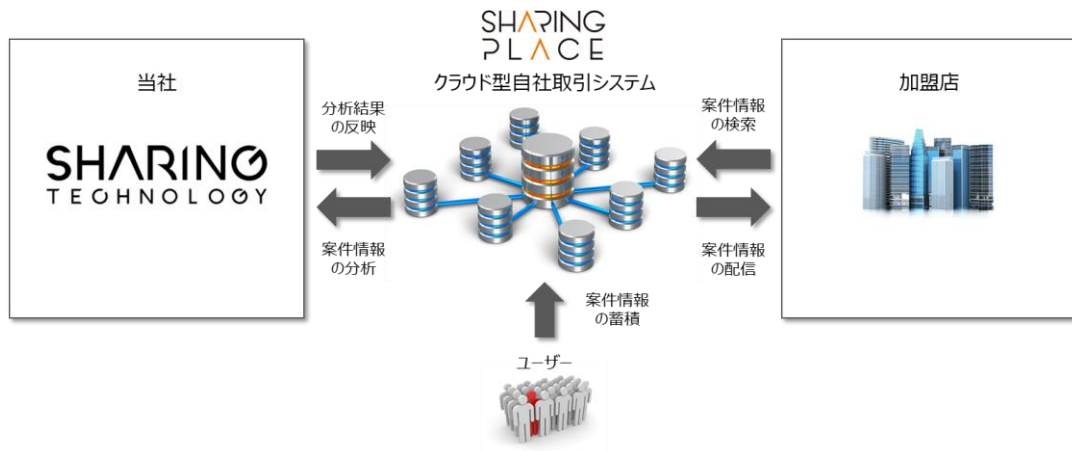 SHARING
PLACE
クラウド型自社取引システム
当社
SHARING
TECHNOLOGY
分析結果
の反映
案件情報
の分析
案件情報
の検索
案件情報
の配信
加盟店
案件情報
の蓄積
ユーザー